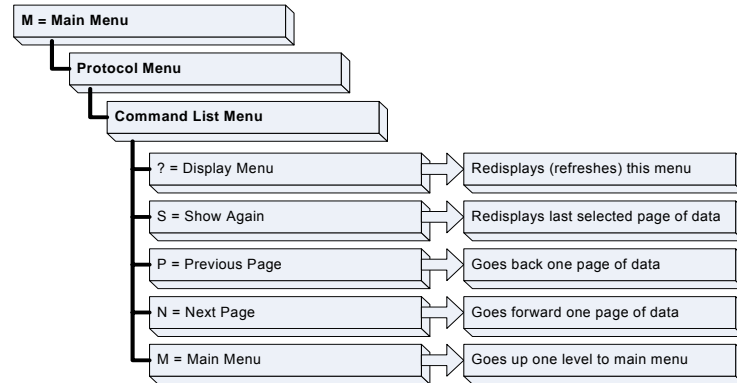 M = Main Menu
Protocol Menu
Command List Menu
? = Display Menu
Redisplays (refreshes) this menu
S = Show Again
Redisplays last selected page of data
P = Previous Page
Goes back one page of data
N = Next Page
Goes forward one page of data
M = Main Menu
Goes up one level to main menu